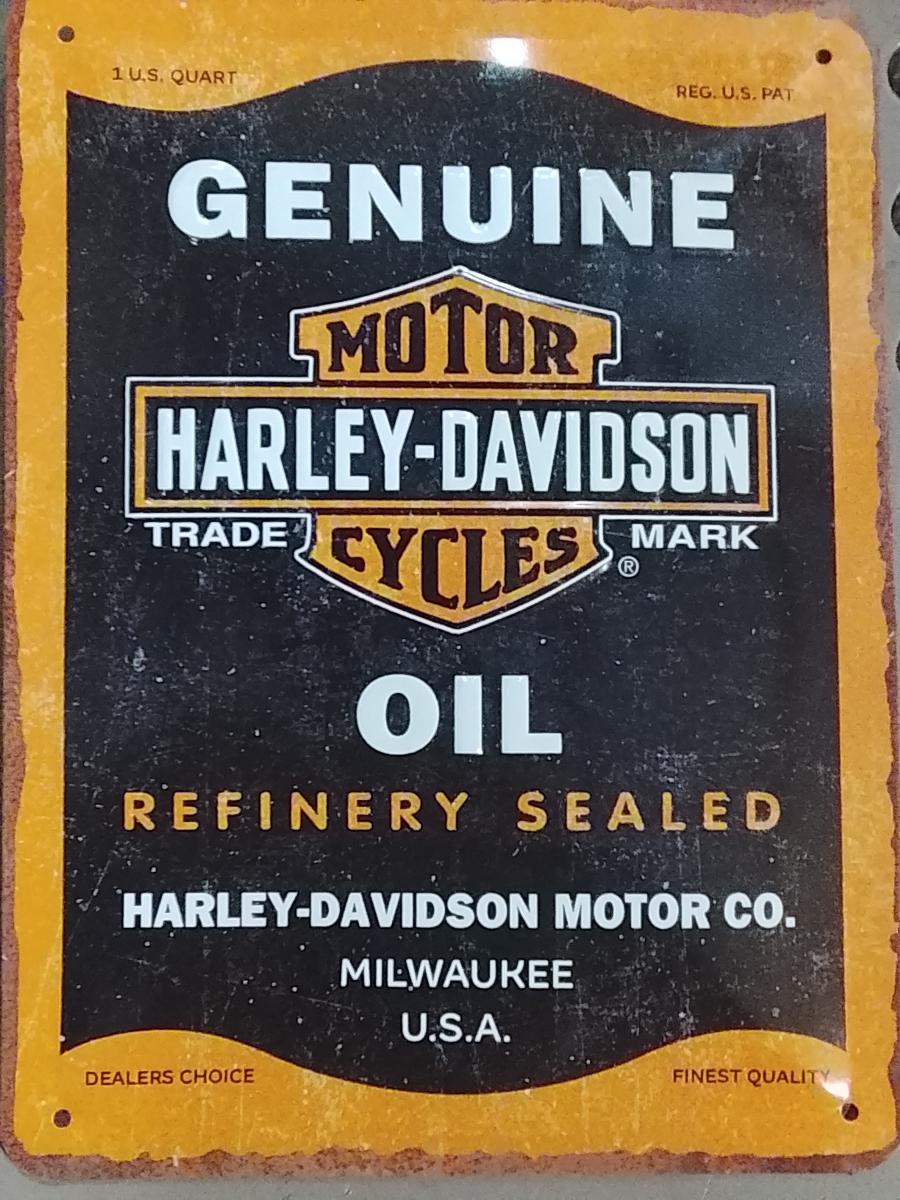 1 U.S. QUART
REG. U.S. PAT
GENUINE
MOTOR
HARLEY-DAVIDSON
TRADE MARK
CYCLES
®
OIL
REFINERY SEALED
HARLEY-DAVIDSON MOTOR CO.
MILWAUKEE
U.S.A.
DEALERS CHOICE
FINEST QUALITY